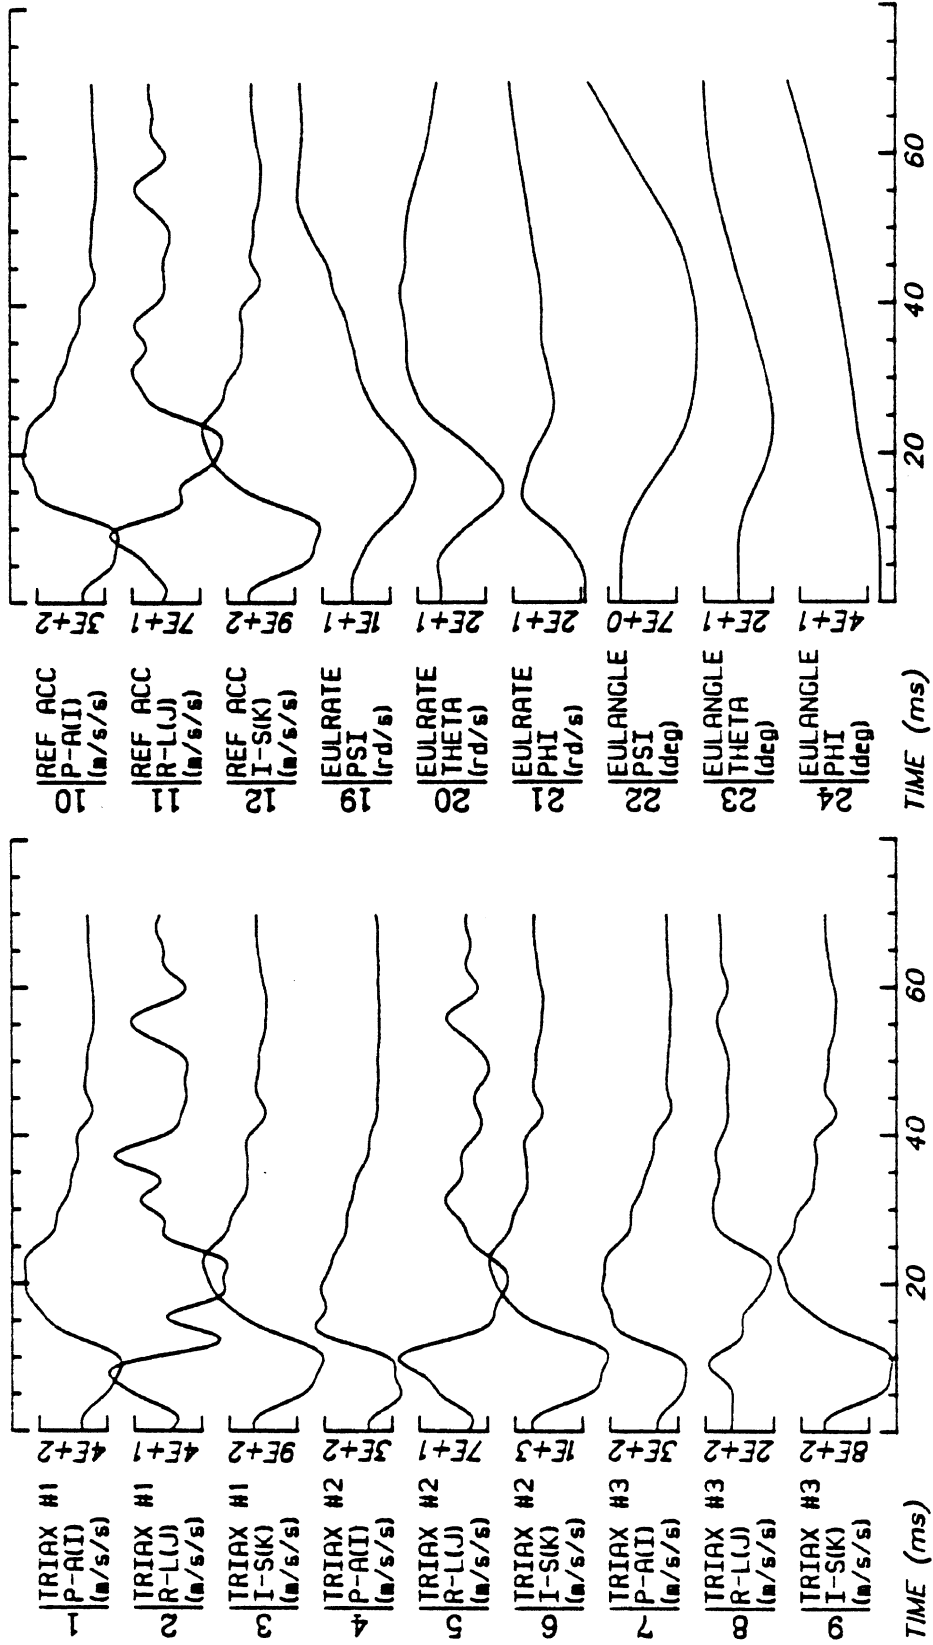 1 TRIAX #1
P-A(I)
(m/s/s)
4E+2
2 TRIAX #1
R-L(J)
(m/s/s)
4E+1
3 TRIAX #1
I-S(K)
(m/s/s)
9E+2
4 TRIAX #2
P-A(I)
(m/s/s)
3E+2
5 TRIAX #2
R-L(J)
(m/s/s)
7E+1
6 TRIAX #2
I-S(K)
(m/s/s)
1E+3
7 TRIAX #3
P-A(I)
(m/s/s)
3E+2
8 TRIAX #3
R-L(J)
(m/s/s)
2E+2
9 TRIAX #3
I-S(K)
(m/s/s)
8E+2
20 40 60
TIME (ms)
10 REF ACC
P-A(I)
(m/s/s)
3E+2
11 REF ACC
R-L(J)
(m/s/s)
7E+1
12 REF ACC
I-S(K)
(m/s/s)
9E+2
19 EULRATE
PSI
(rd/s)
1E+1
20 EULRATE
THETA
(rd/s)
2E+1
21 EULRATE
PHI
(rd/s)
2E+1
22 EULANGLE
PSI
(deg)
7E+0
23 EULANGLE
THETA
(deg)
2E+1
24 EULANGLE
PHI
(deg)
4E+1
20 40 60
TIME (ms)